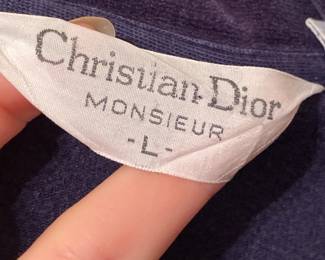 Christian Dior
MONSIEUR
-L-